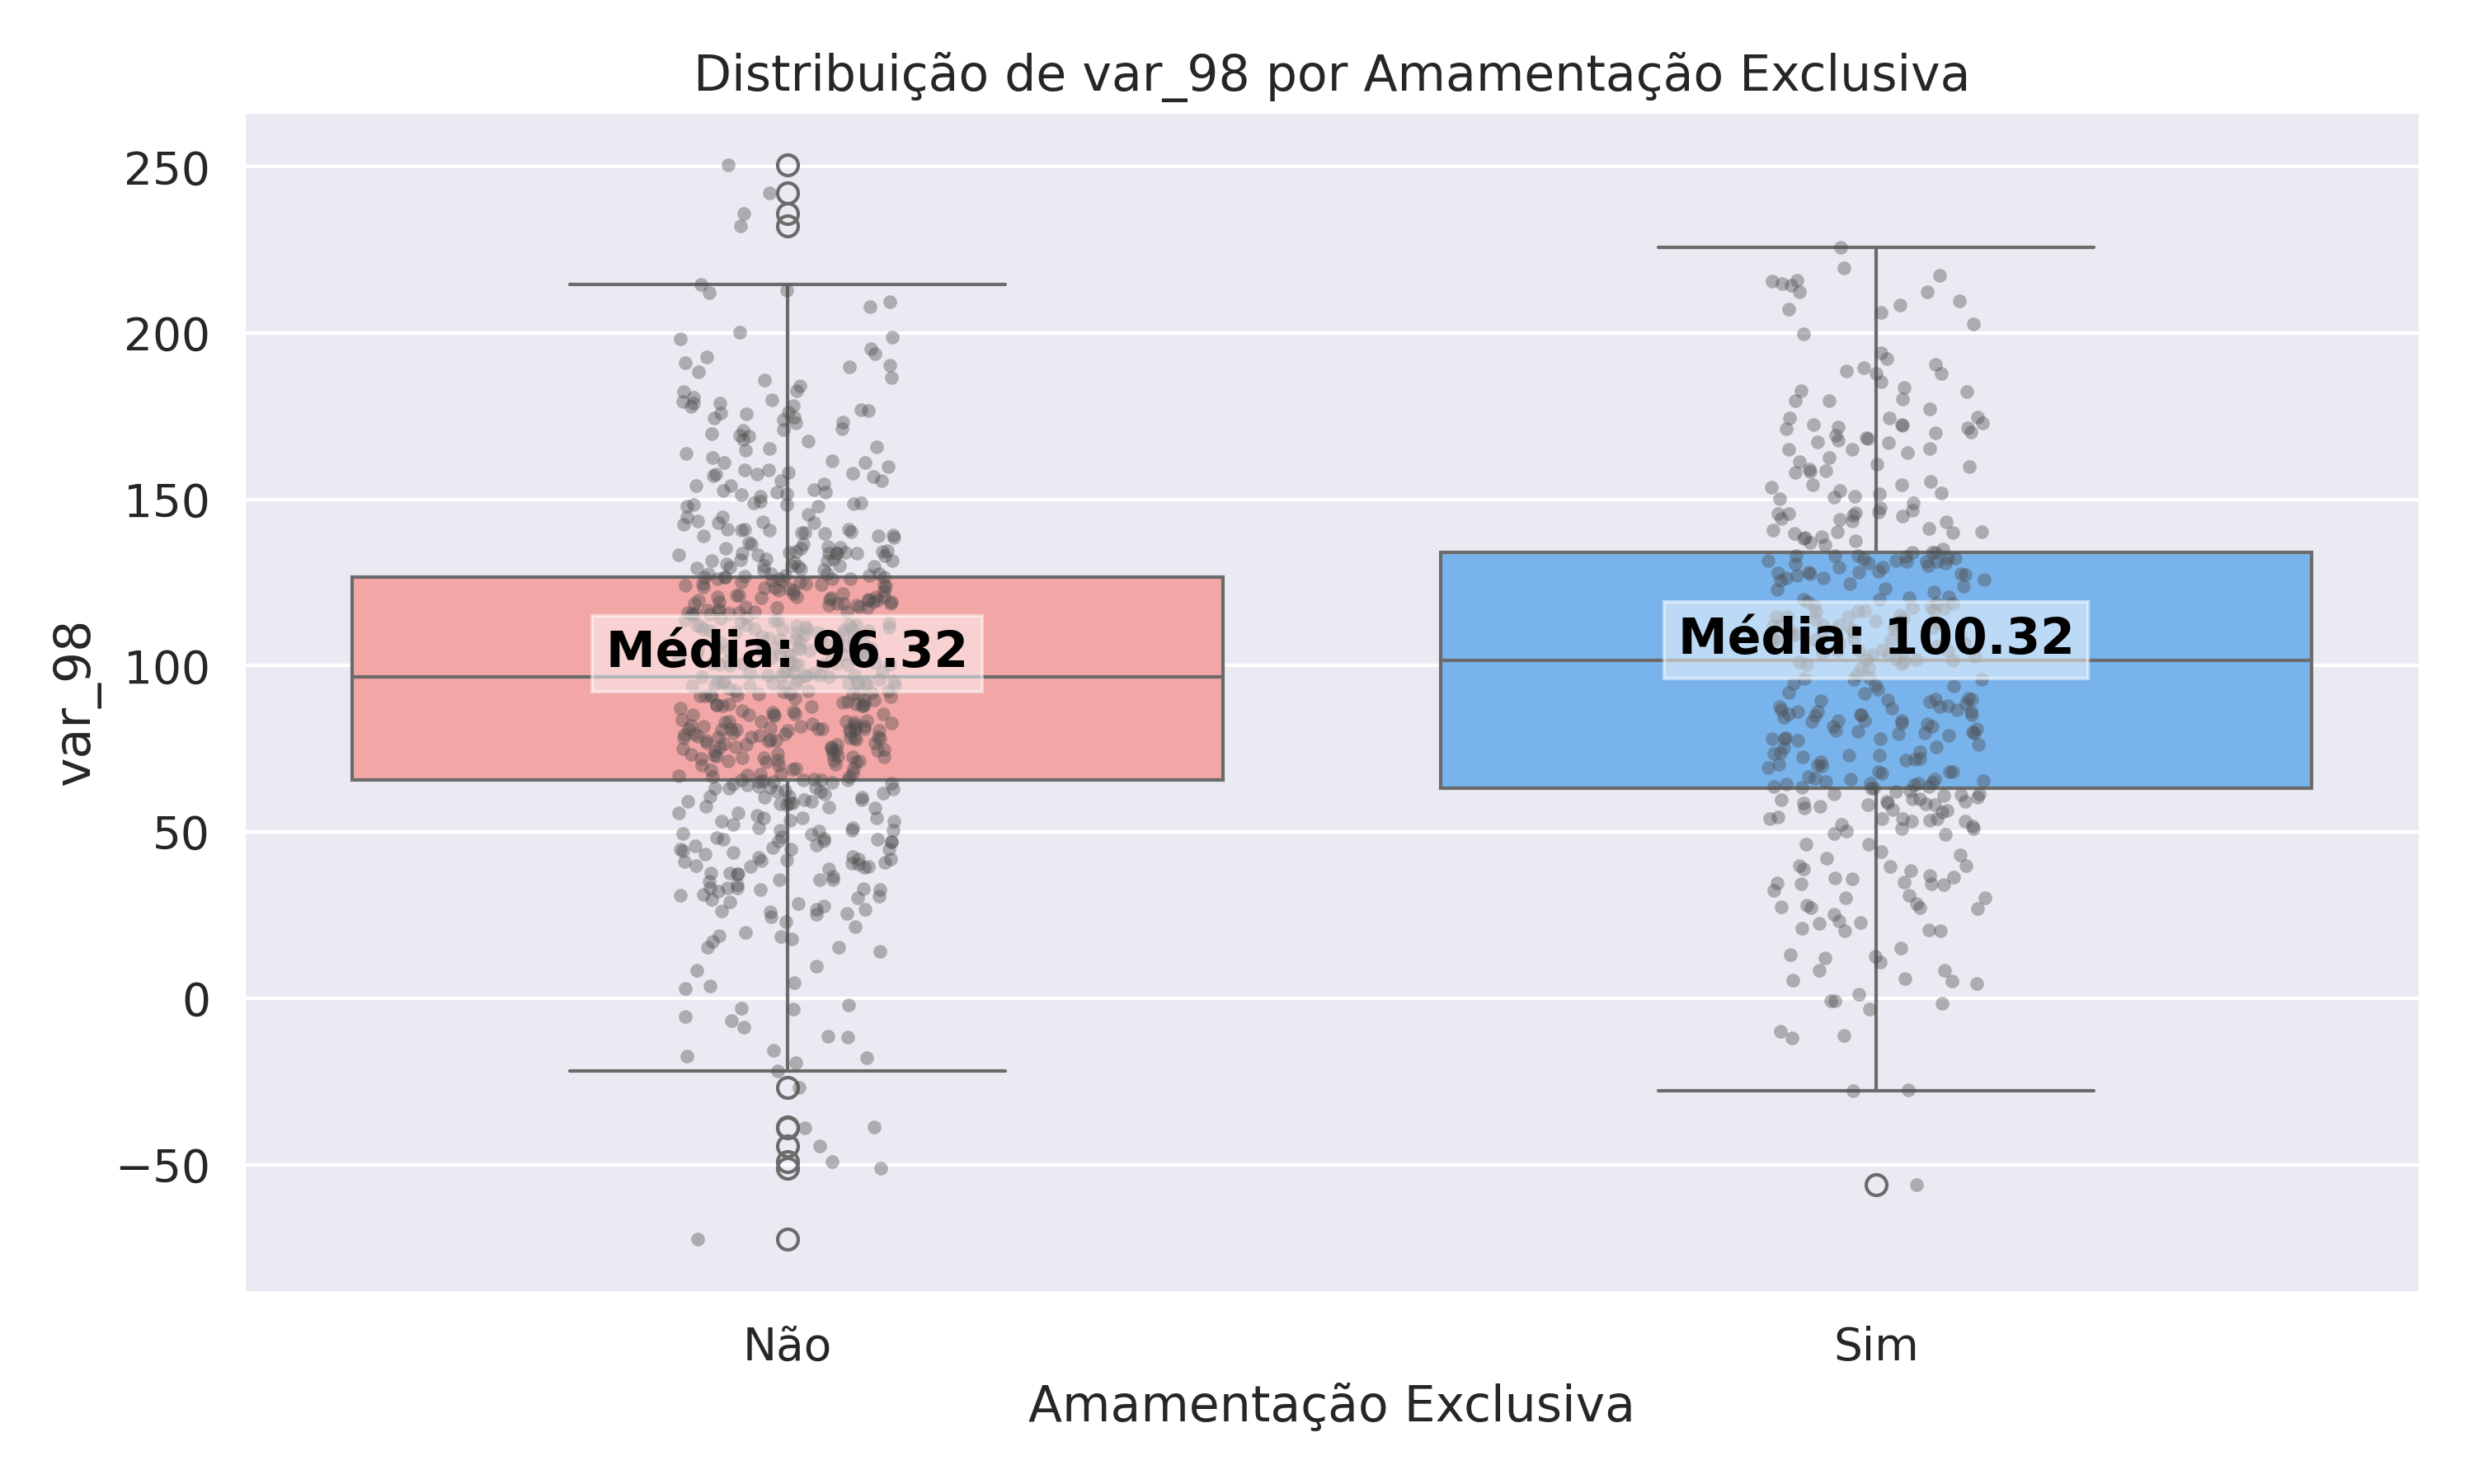 Distribuição de var_98 por Amamentação Exclusiva
250
200
150
100
50
0
−50
var_98
Média: 96.32
Média: 100.32
Não
Sim
Amamentação Exclusiva